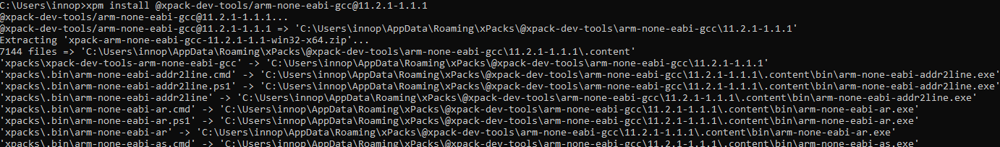 C:\Users\innop>xpm install @xpack-dev-tools/arm-none-eabi-gcc@11.2.1-1.1.1
@xpack-dev-tools/arm-none-eabi-gcc@11.2.1-1.1.1...
@xpack-dev-tools/arm-none-eabi-gcc@11.2.1-1.1.1 => 'C:\Users\innop\AppData\Roaming\xPacks\@xpack-dev-tools\arm-none-eabi-gcc\11.2.1-1.1.1'
Extracting 'xpack-arm-none-eabi-gcc-11.2.1-1.1-win32-x64.zip'...
7144 files => 'C:\Users\innop\AppData\Roaming\xPacks\@xpack-dev-tools\arm-none-eabi-gcc\11.2.1-1.1.1\.content'
'xpacks\xpack-dev-tools-arm-none-eabi-gcc' -> 'C:\Users\innop\AppData\Roaming\xPacks\@xpack-dev-tools\arm-none-eabi-gcc\11.2.1-1.1.1'
'xpacks\.bin\arm-none-eabi-addr2line.cmd' -> 'C:\Users\innop\AppData\Roaming\xPacks\@xpack-dev-tools\arm-none-eabi-gcc\11.2.1-1.1.1\.content\bin\arm-none-eabi-addr2line.exe'
'xpacks\.bin\arm-none-eabi-addr2line.ps1' -> 'C:\Users\innop\AppData\Roaming\xPacks\@xpack-dev-tools\arm-none-eabi-gcc\11.2.1-1.1.1\.content\bin\arm-none-eabi-addr2line.exe'
'xpacks\.bin\arm-none-eabi-addr2line' -> 'C:\Users\innop\AppData\Roaming\xPacks\@xpack-dev-tools\arm-none-eabi-gcc\11.2.1-1.1.1\.content\bin\arm-none-eabi-addr2line.exe'
'xpacks\.bin\arm-none-eabi-ar.cmd' -> 'C:\Users\innop\AppData\Roaming\xPacks\@xpack-dev-tools\arm-none-eabi-gcc\11.2.1-1.1.1\.content\bin\arm-none-eabi-ar.exe'
'xpacks\.bin\arm-none-eabi-ar.ps1' -> 'C:\Users\innop\AppData\Roaming\xPacks\@xpack-dev-tools\arm-none-eabi-gcc\11.2.1-1.1.1\.content\bin\arm-none-eabi-ar.exe'
'xpacks\.bin\arm-none-eabi-ar' -> 'C:\Users\innop\AppData\Roaming\xPacks\@xpack-dev-tools\arm-none-eabi-gcc\11.2.1-1.1.1\.content\bin\arm-none-eabi-ar.exe'
'xpacks\.bin\arm-none-eabi-as.cmd' -> 'C:\Users\innop\AppData\Roaming\xPacks\@xpack-dev-tools\arm-none-eabi-gcc\11.2.1-1.1.1\.content\bin\arm-none-eabi-as.exe'